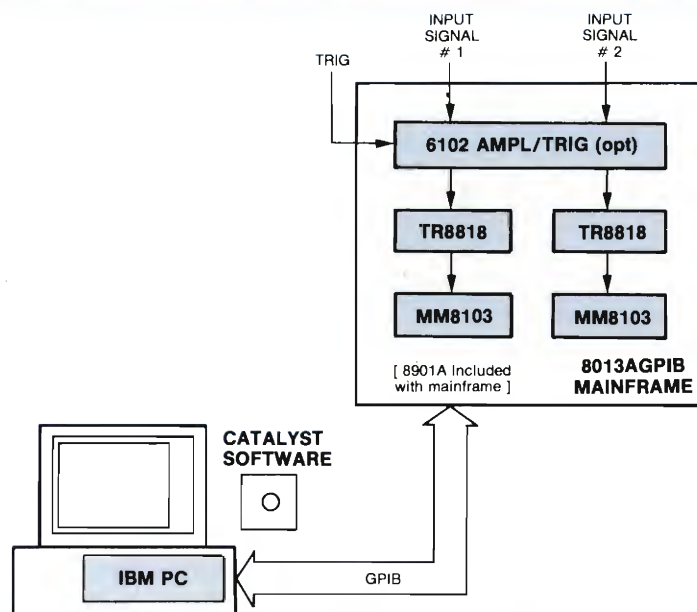 INPUT
SIGNAL
# 1
INPUT
SIGNAL
# 2
TRIG
6102 AMPL/TRIG (opt)
TR8818
TR8818
MM8103
MM8103
[ 8901A Included
with mainframe ]
8013AGPIB
MAINFRAME
CATALYST
SOFTWARE
IBM PC
GPIB